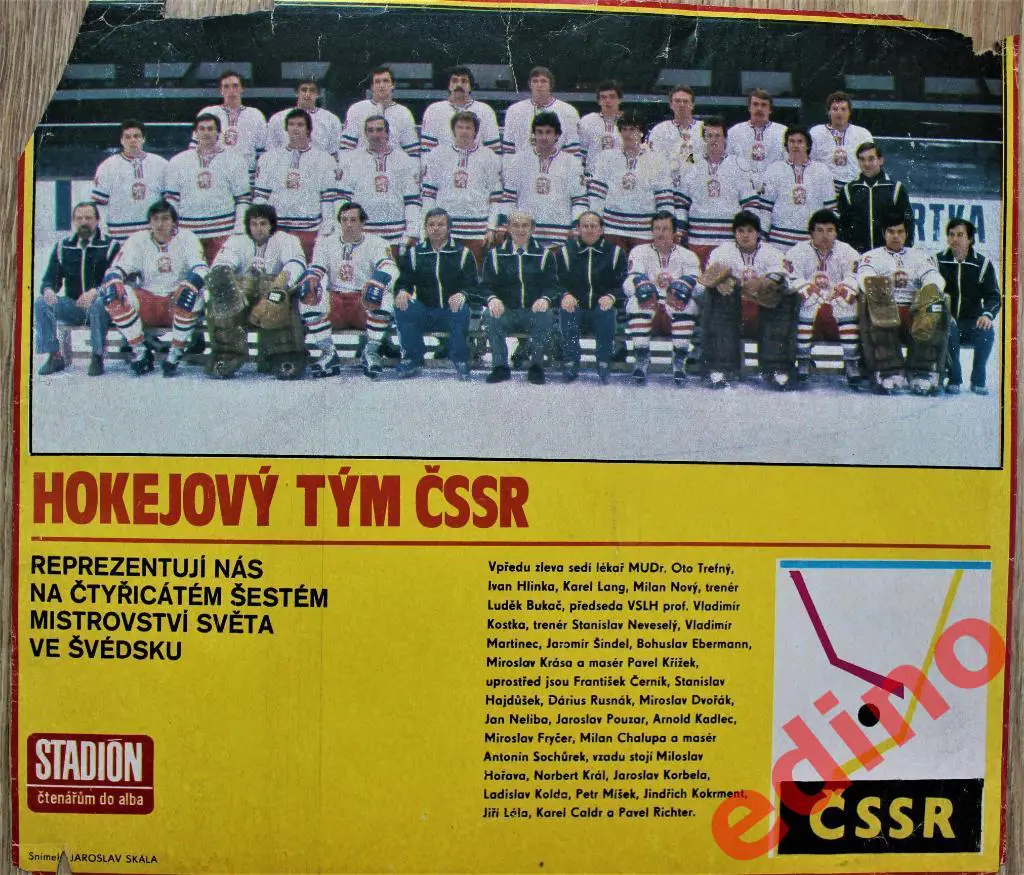 RTKA
HOKEJOVÝ TÝM ČSSR
REPREZENTUJÍ NÁS
NA ČTYŘICÁTÉM ŠESTÉM
MISTROVSTVÍ SVĚTA
VE ŠVÉDSKU
Vpředu zleva sedí lékař MUDr. Oto Trefný,
Ivan Hlinka, Karel Lang, Milan Nový, trenér
Luděk Bukač, předseda VSLH prof. Vladimír
Kostka, trenér Stanislav Neveselý, Vladimír
Martinec, Jaromír Šindel, Bohuslav Ebermann,
Miroslav Krása a masér Pavel Křížek,
uprostřed jsou František Černík, Stanislav
Hajdůšek, Dárius Rusnák, Miroslav Dvořák,
Jan Neliba, Jaroslav Pouzar, Arnold Kadlec,
Miroslav Fryčer, Milan Chalupa a masér
Antonín Sochůrek, vzadu stojí Miloslav
Hořava, Norbert Král, Jaroslav Korbela,
Ladislav Kolda, Petr Míšek, Jindřich Kokrment,
Jiří Lála, Karel Caldr a Pavel Richter.
STADIÓN
čtenářům do alba
Snímek JAROSLAV SKÁLA
ČSSR
edino